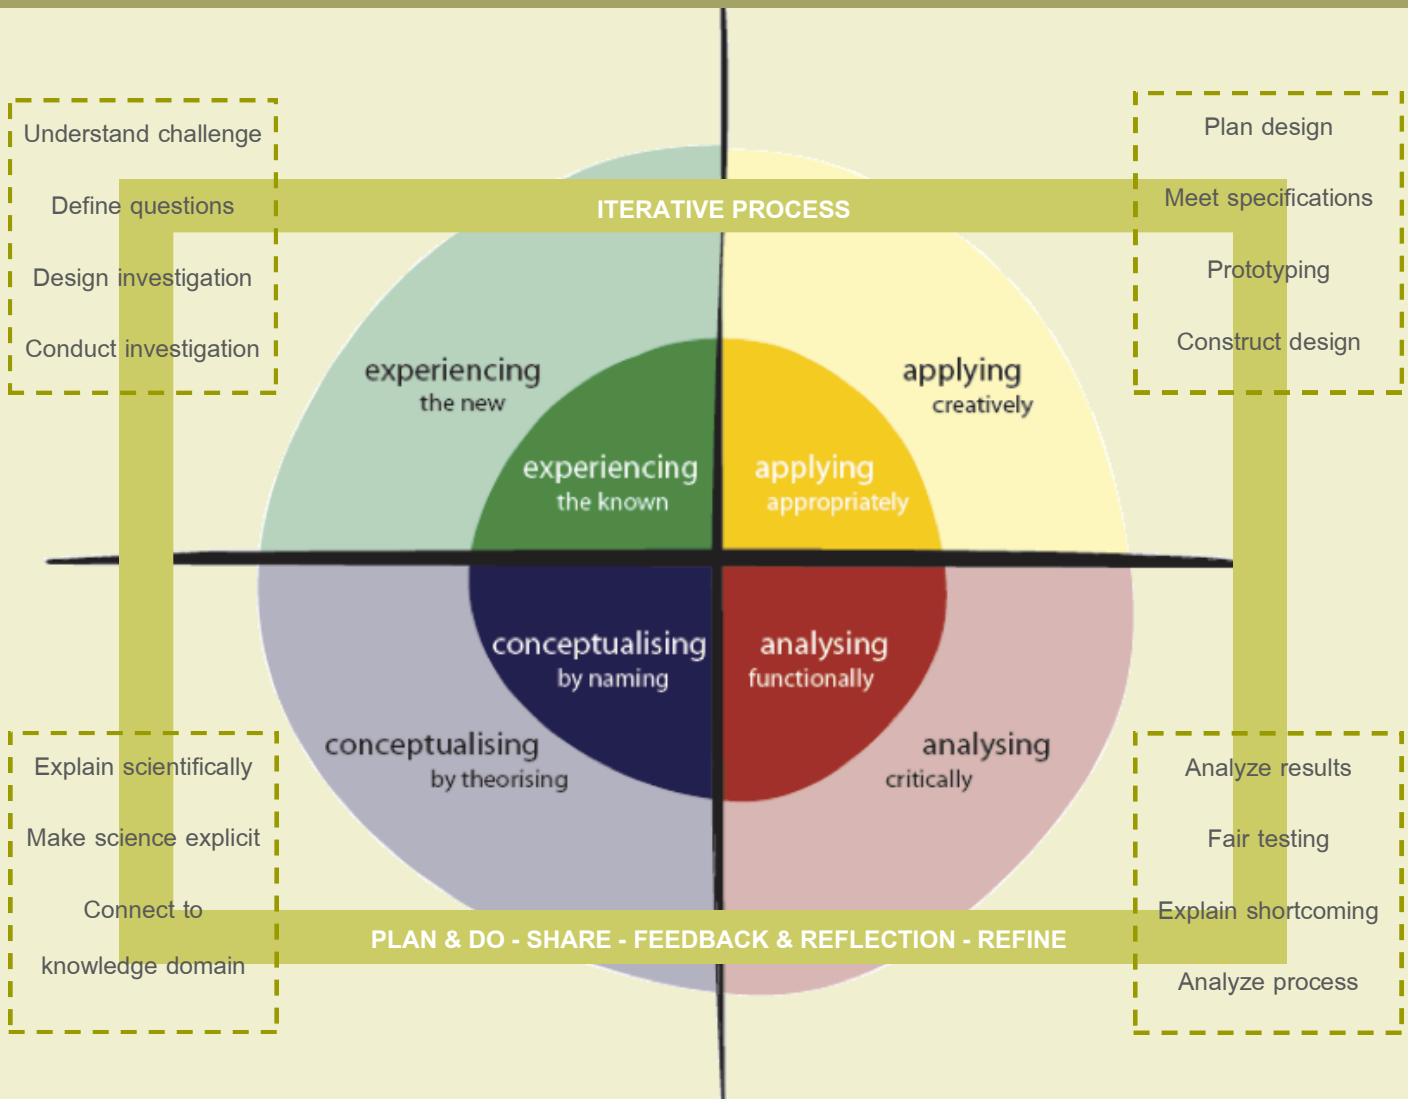 Understand challenge
Define questions
Design investigation
Conduct investigation
Plan design
Meet specifications
Prototyping
Construct design
ITERATIVE PROCESS
experiencing
the new
experiencing
the known
applying
creatively
applying
appropriately
conceptualising
by naming
conceptualising
by theorising
analysing
functionally
analysing
critically
Explain scientifically
Make science explicit
Connect to
knowledge domain
Analyze results
Fair testing
Explain shortcoming
Analyze process
PLAN & DO - SHARE - FEEDBACK & REFLECTION - REFINE